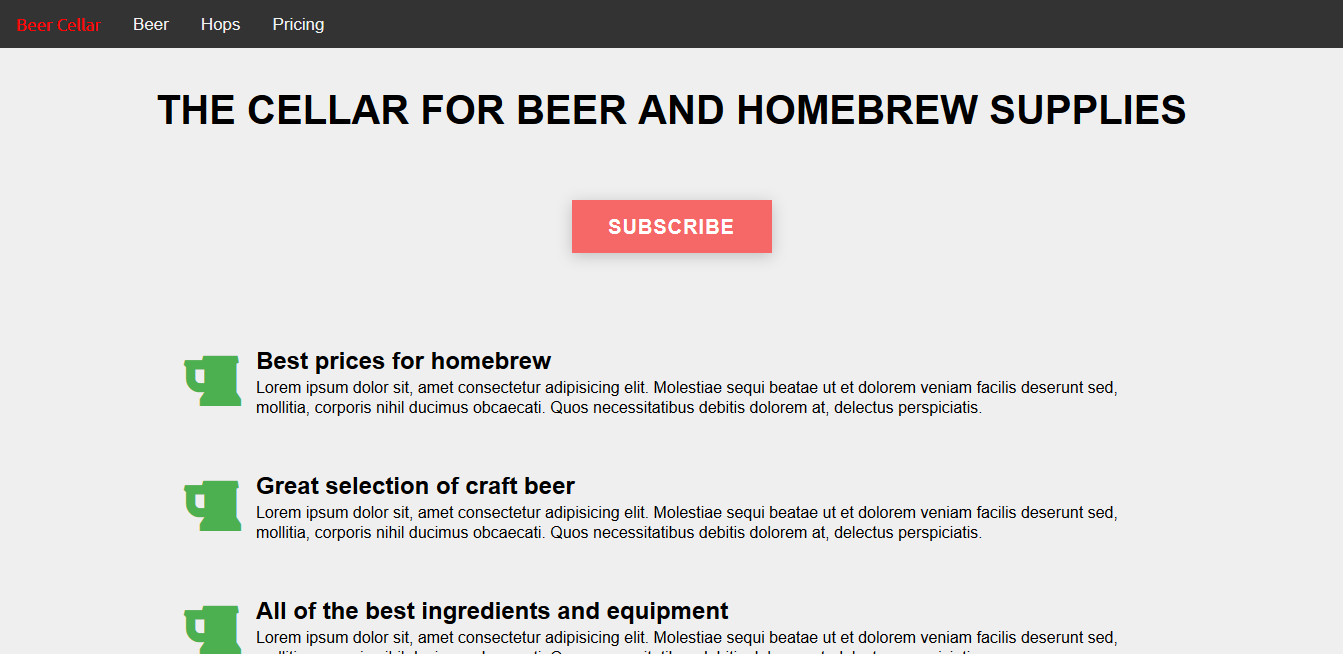 Beer Cellar Beer Hops Pricing
THE CELLAR FOR BEER AND HOMEBREW SUPPLIES
SUBSCRIBE
Best prices for homebrew
Lorem ipsum dolor sit, amet consectetur adipisicing elit. Molestiae sequi beatae ut et dolorem veniam facilis deserunt sed,
mollitia, corporis nihil ducimus obcaecati. Quos necessitatibus debitis dolorem at, delectus perspiciatis.
Great selection of craft beer
Lorem ipsum dolor sit, amet consectetur adipisicing elit. Molestiae sequi beatae ut et dolorem veniam facilis deserunt sed,
mollitia, corporis nihil ducimus obcaecati. Quos necessitatibus debitis dolorem at, delectus perspiciatis.
All of the best ingredients and equipment
Lorem ipsum dolor sit, amet consectetur adipisicing elit. Molestiae sequi beatae ut et dolorem veniam facilis deserunt sed,